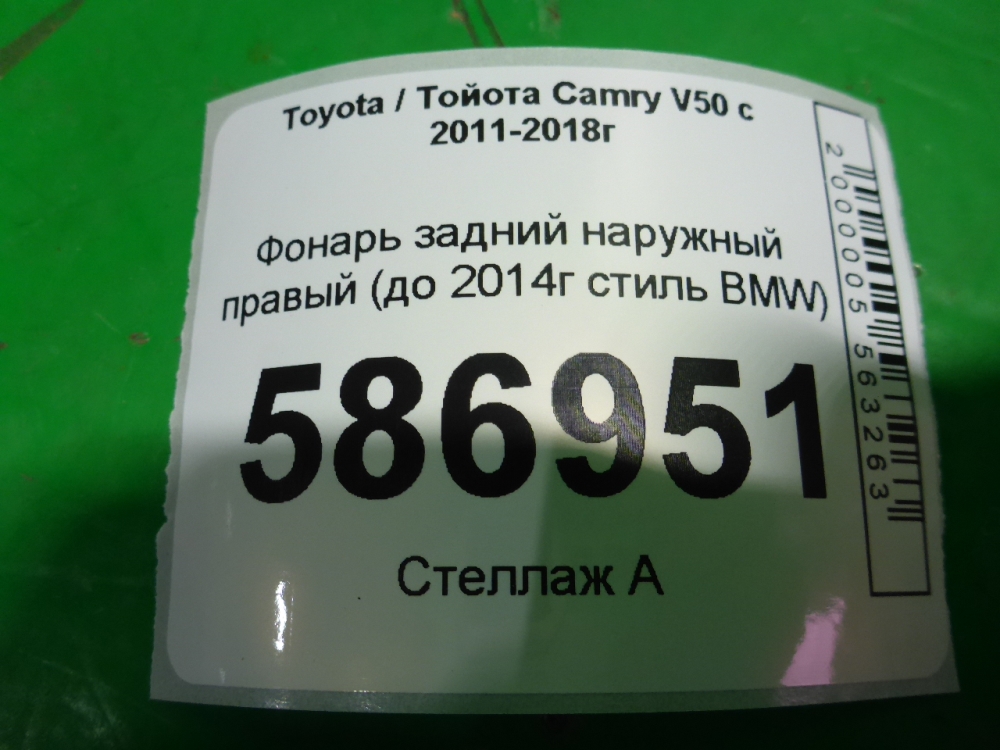 Toyota / Тойота Camry V50 с
2011-2018г
Фонарь задний наружный
правый (до 2014г стиль BMW)
586951
Стеллаж А
2000005563263